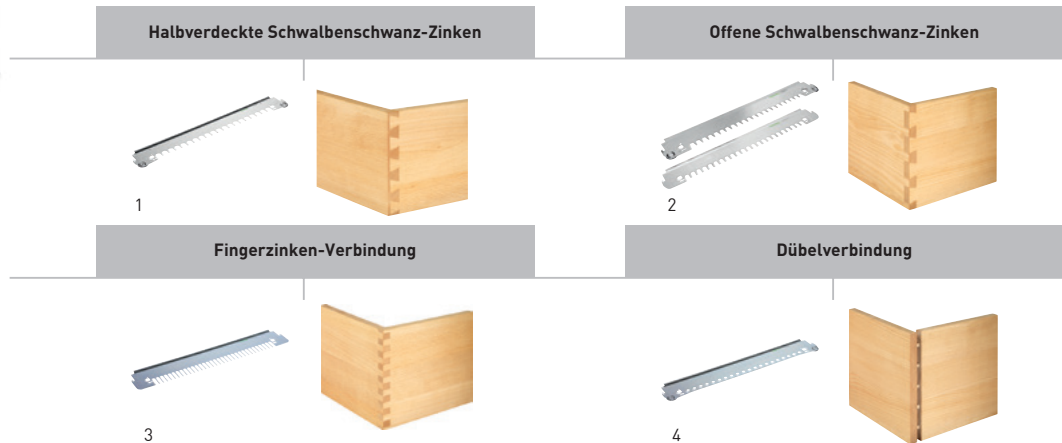 Halbverdeckte Schwalbenschwanz-Zinken
Offene Schwalbenschwanz-Zinken
1
2
Fingerzinken-Verbindung
Dübelverbindung
3
4